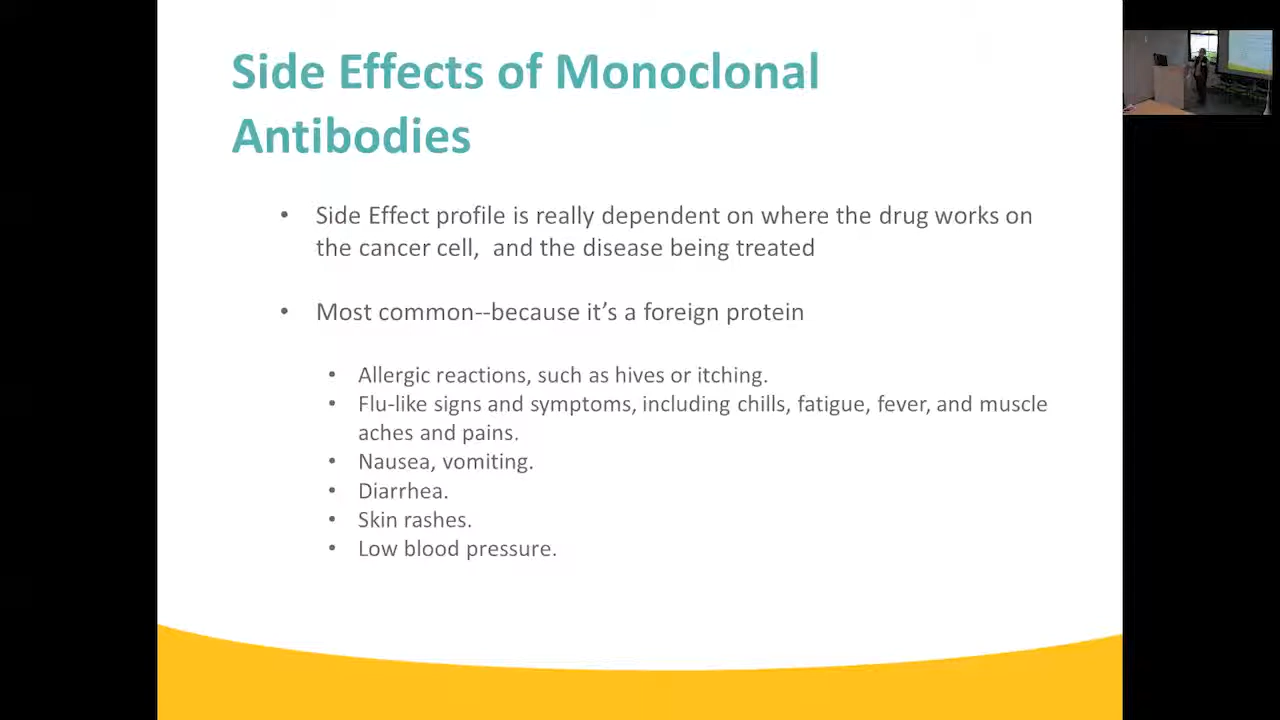 Side Effects of Monoclonal
Antibodies
• Side Effect profile is really dependent on where the drug works on
the cancer cell,  and the disease being treated
• Most common--because it’s a foreign protein
• Allergic reactions, such as hives or itching.
• Flu-like signs and symptoms, including chills, fatigue, fever, and muscle
aches and pains.
• Nausea, vomiting.
• Diarrhea.
• Skin rashes.
• Low blood pressure.